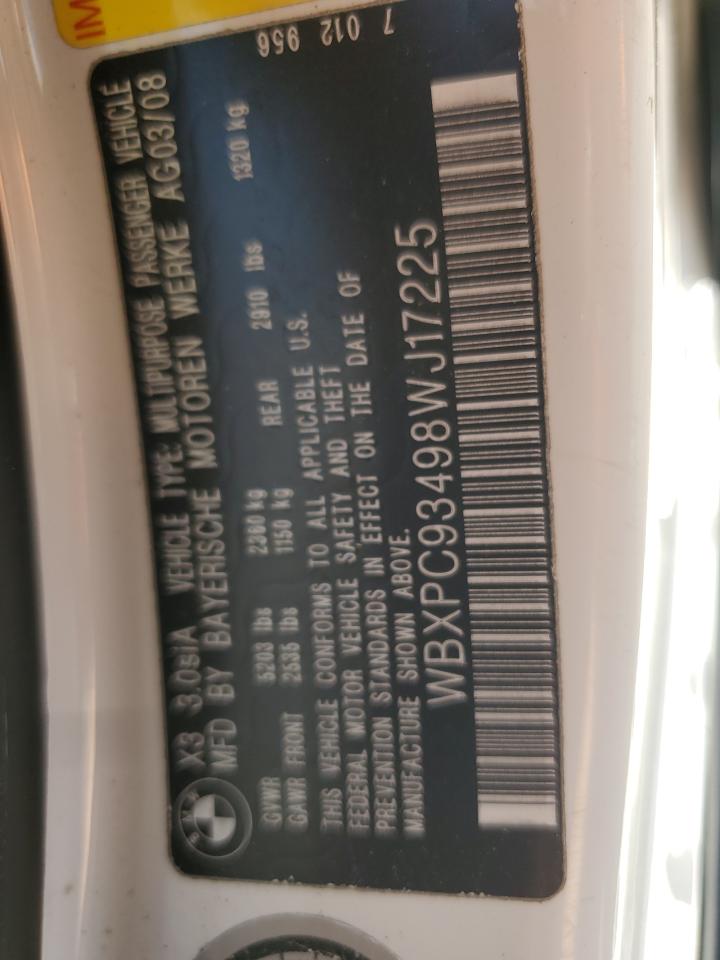 IM
BMW
X3 3.0siA VEHICLE TYPE: MULTIPURPOSE PASSENGER VEHICLE
MFD BY BAYERISCHE MOTOREN WERKE AG03/08
GVWR 5203 lbs 2360 kg
GAWR FRONT 2535 lbs 1150 kg REAR 2910 lbs 1320 kg
THIS VEHICLE CONFORMS TO ALL APPLICABLE U.S.
FEDERAL MOTOR VEHICLE SAFETY AND THEFT
PREVENTION STANDARDS IN EFFECT ON THE DATE OF
MANUFACTURE SHOWN ABOVE.
WBXPC93498WJ17225
7 012 956